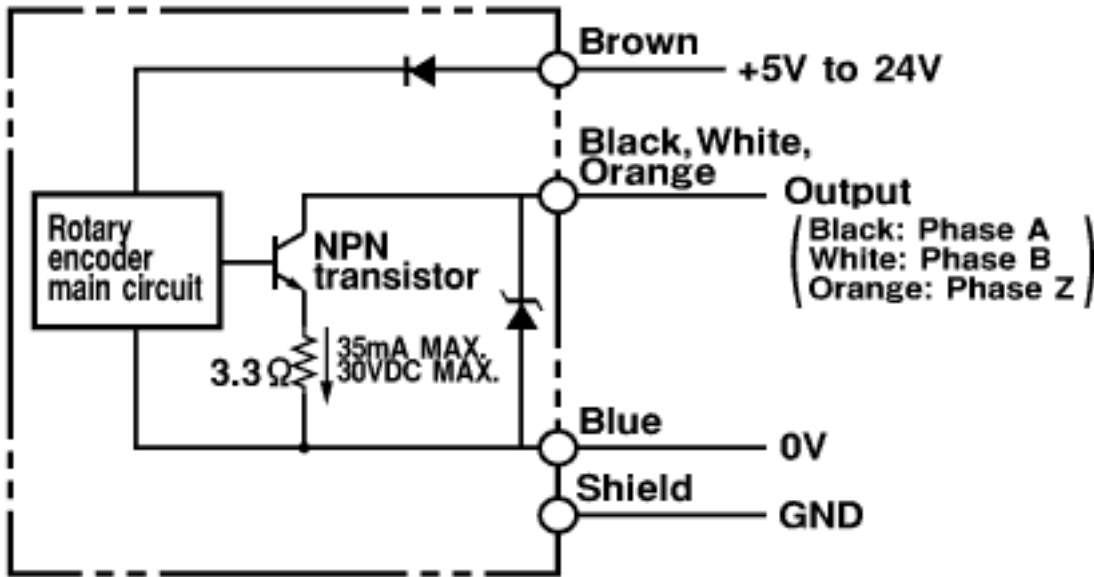 Brown
+5V to 24V
Black, White,
Orange
Output
Black: Phase A
White: Phase B
Orange: Phase Z
Rotary
encoder
main circuit
NPN
transistor
3.3Ω
35mA MAX.
30VDC MAX.
Blue
0V
Shield
GND